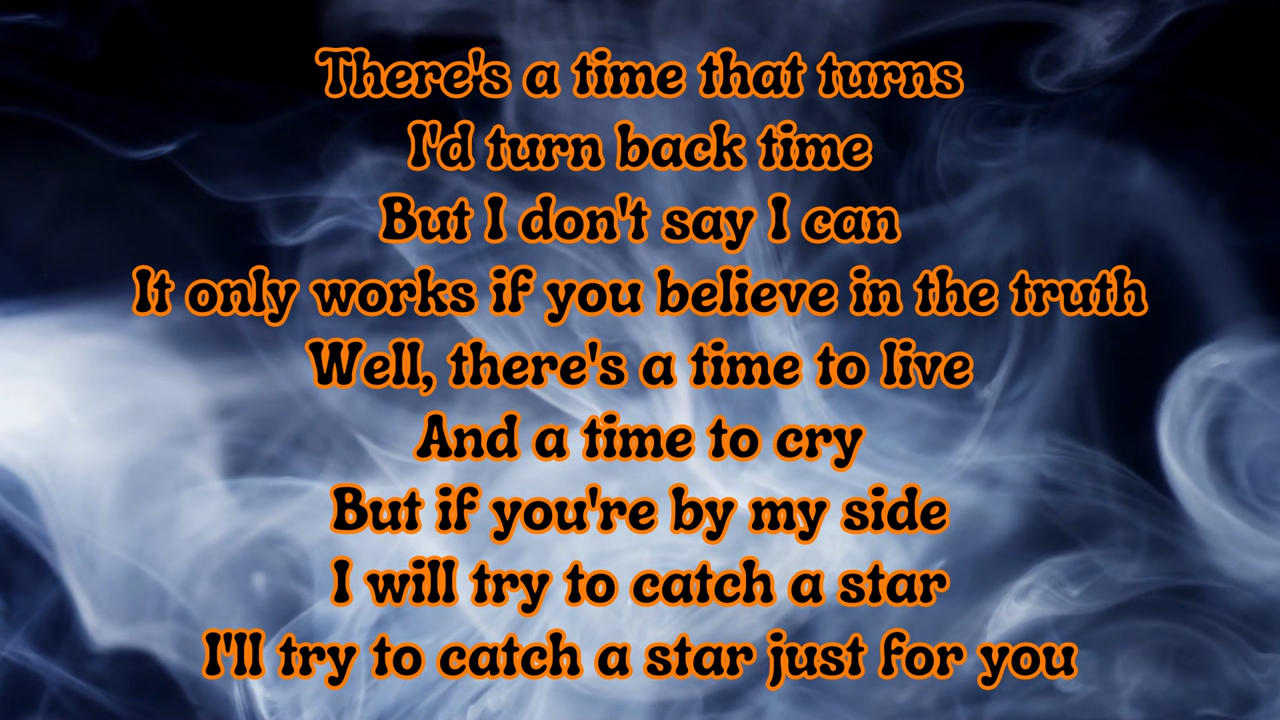 There's a time that turns
I'd turn back time
But I don't say I can
It only works if you believe in the truth
Well, there's a time to live
And a time to cry
But if you're by my side
I will try to catch a star
I'll try to catch a star just for you